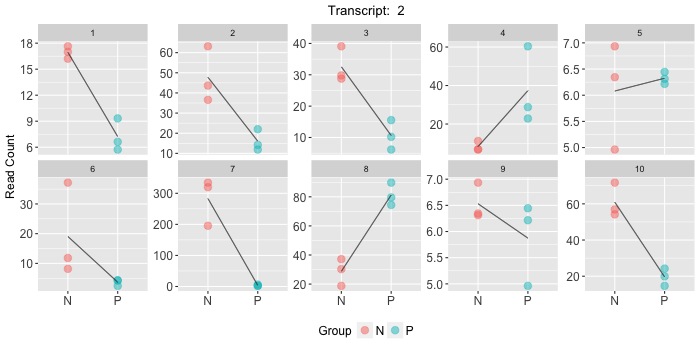 Transcript: 2
1 2 3 4 5
18 15 12 9 6
60 50 40 30 20 10
40 30 20 10
60 40 20
7.0 6.5 6.0 5.5 5.0
Read Count
6 7 8 9 10
30 20 10
300 200 100 0
80 60 40 20
7.0 6.5 6.0 5.5 5.0
60 40 20
N P N P N P N P N P
Group N P